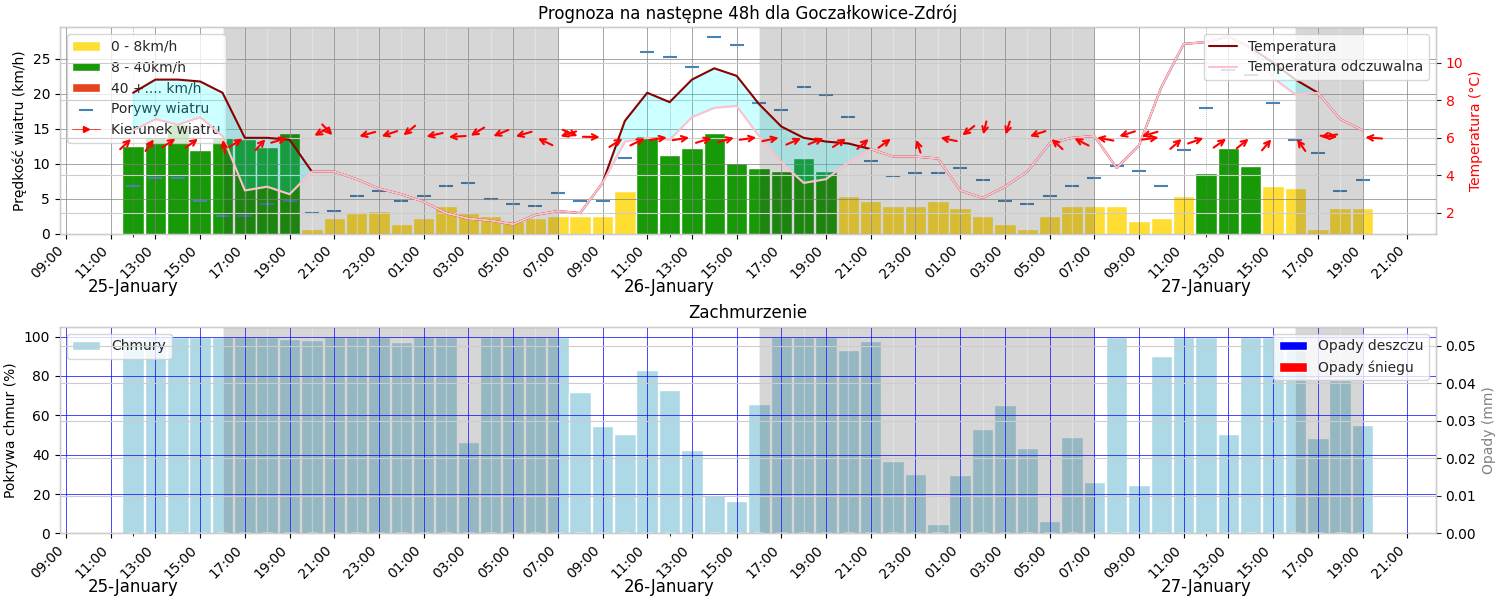 Prognoza na następne 48h dla Goczałkowice-Zdrój
Prędkość wiatru (km/h)
25
20
15
10
5
0
0 - 8km/h
8 - 40km/h
40 + .... km/h
Porywy wiatru
Kierunek wiatru
Temperatura
Temperatura odczuwalna
10
8
6
4
2
Temperatura (°C)
09:00 11:00 13:00 15:00 17:00 19:00 21:00 23:00 01:00 03:00 05:00 07:00 09:00 11:00 13:00 15:00 17:00 19:00 21:00 23:00 01:00 03:00 05:00 07:00 09:00 11:00 13:00 15:00 17:00 19:00 21:00
25-January 26-January 27-January
Zachmurzenie
Pokrywa chmur (%)
100
80
60
40
20
0
Chmury
Opady deszczu
Opady śniegu
0.05
0.04
0.03
0.02
0.01
0.00
Opady (mm)
09:00 11:00 13:00 15:00 17:00 19:00 21:00 23:00 01:00 03:00 05:00 07:00 09:00 11:00 13:00 15:00 17:00 19:00 21:00 23:00 01:00 03:00 05:00 07:00 09:00 11:00 13:00 15:00 17:00 19:00 21:00
25-January 26-January 27-January